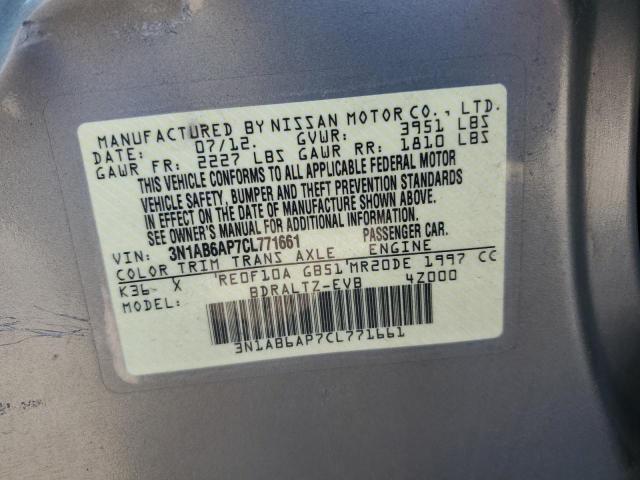 MANUFACTURED BY NISSAN MOTOR CO., LTD.
DATE: 07/12. GVWR: 3951 LBS
GAWR FR: 2227 LBS GAWR RR: 1810 LBS
THIS VEHICLE CONFORMS TO ALL APPLICABLE FEDERAL MOTOR
VEHICLE SAFETY, BUMPER AND THEFT PREVENTION STANDARDS
IN EFFECT ON THE DATE OF MANUFACTURE SHOWN ABOVE.
SEE OWNER'S MANUAL FOR ADDITIONAL INFORMATION.
VIN: 3N1AB6AP7CL771661 PASSENGER CAR.
COLOR TRIM TRANS AXLE ENGINE
K36- X RE0F10A GB51 MR20DE 1997 CC
MODEL: BDRALTZ-EVB 4Z000
3N1AB6AP7CL771661